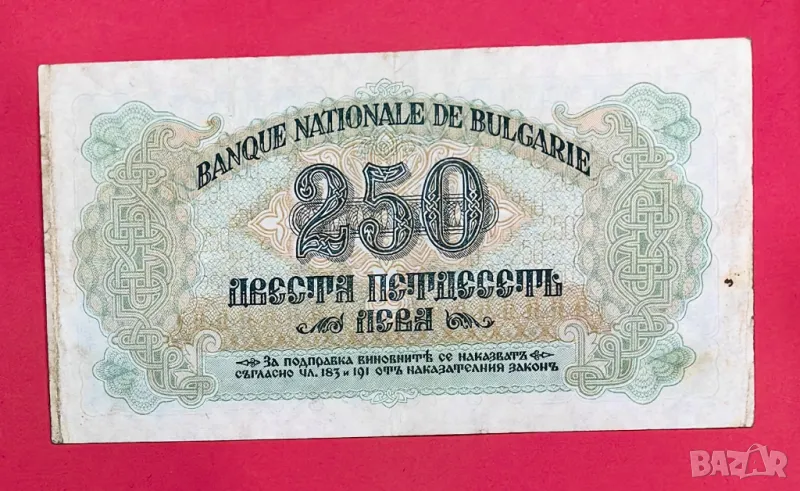 BANQUE NATIONALE DE BULGARIE
250
ДВЕСТА ПЕТДЕСЕТЬ
ЛЕВА
ЗА ПОДПРАВКА ВИНОВНИТѢ СЕ НАКАЗВАТЪ
СЪГЛАСНО ЧЛ. 183 И 191 ОТЪ НАКАЗАТЕЛНИЯ ЗАКОНЪ
BAZAR